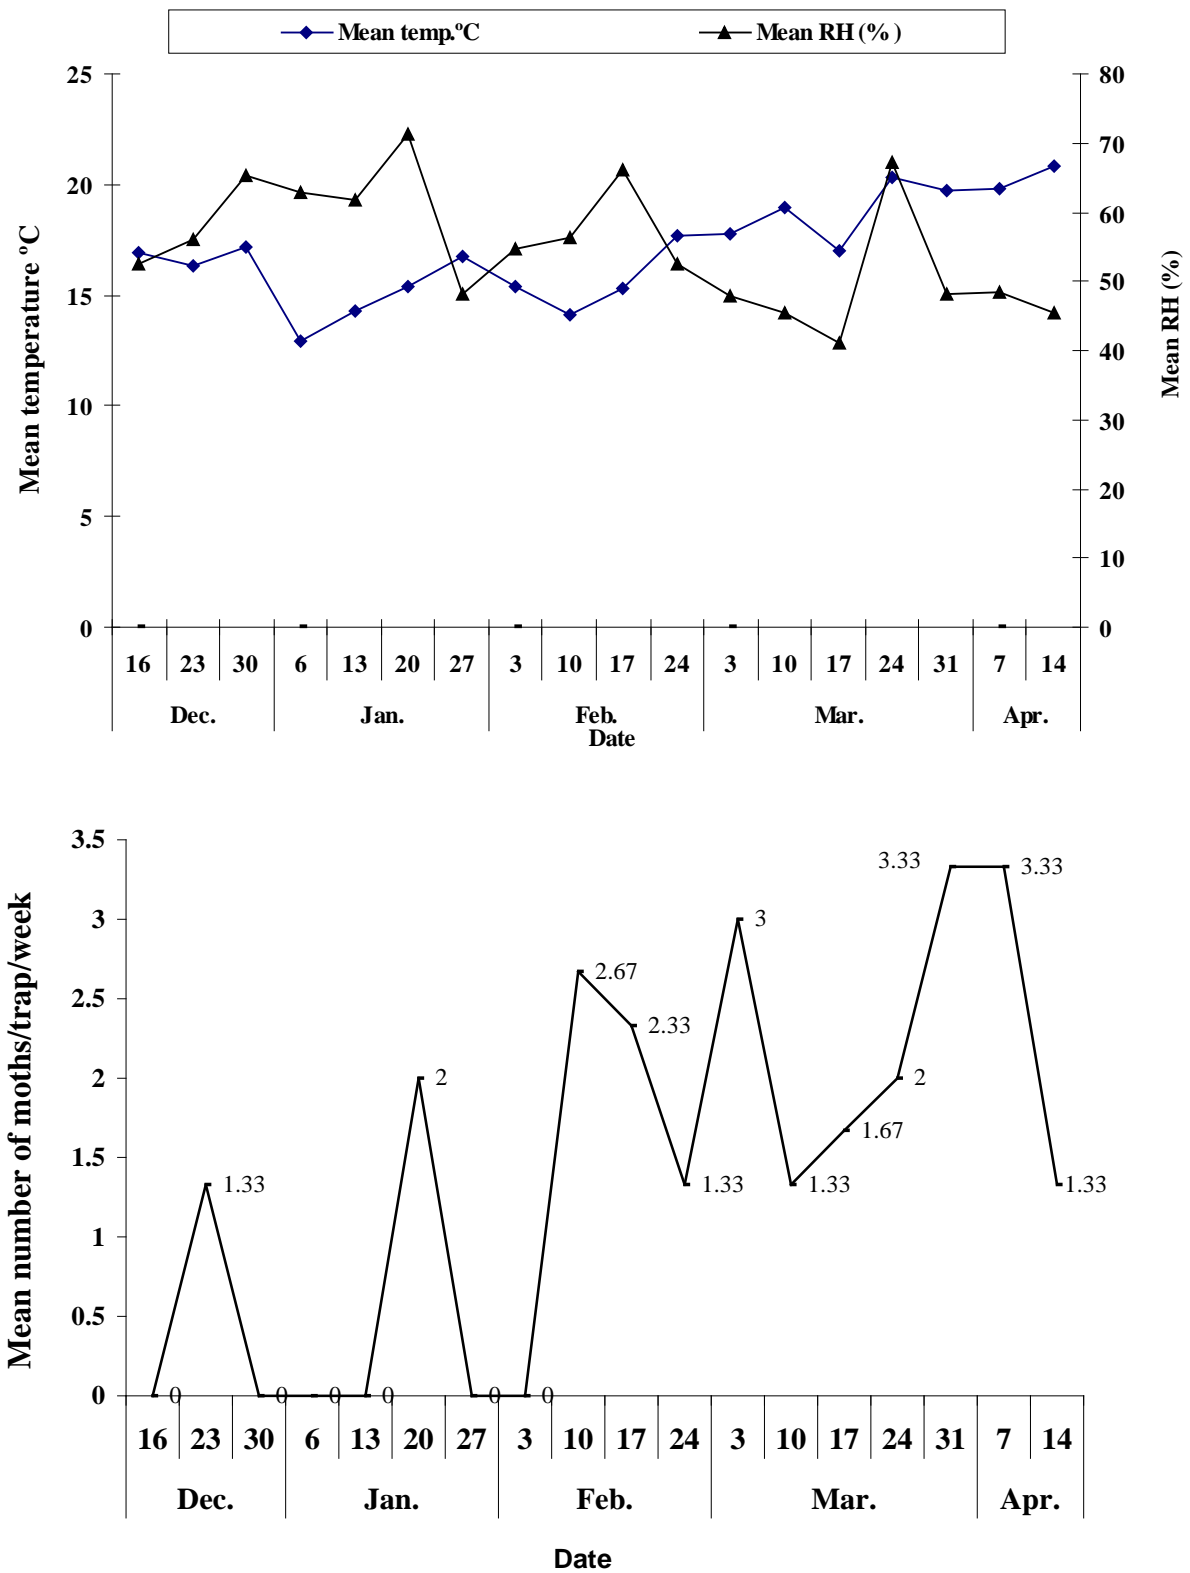 Mean temp.ºC Mean RH (%)
25 80
70
20
60
50
15
40
10
30
20
5
10
0 0
Mean temperature ºC
Mean RH (%)
16 23 30 6 13 20 27 3 10 17 24 3 10 17 24 31 7 14
Dec. Jan. Feb. Mar. Apr.
Date
3.5
3
2.5
2
1.5
1
0.5
0
Mean number of moths/trap/week
0 1.33 0 0 0 2 0 0 2.67 2.33 1.33 3 1.33 1.67 2 3.33 3.33 1.33
16 23 30 6 13 20 27 3 10 17 24 3 10 17 24 31 7 14
Dec. Jan. Feb. Mar. Apr.
Date